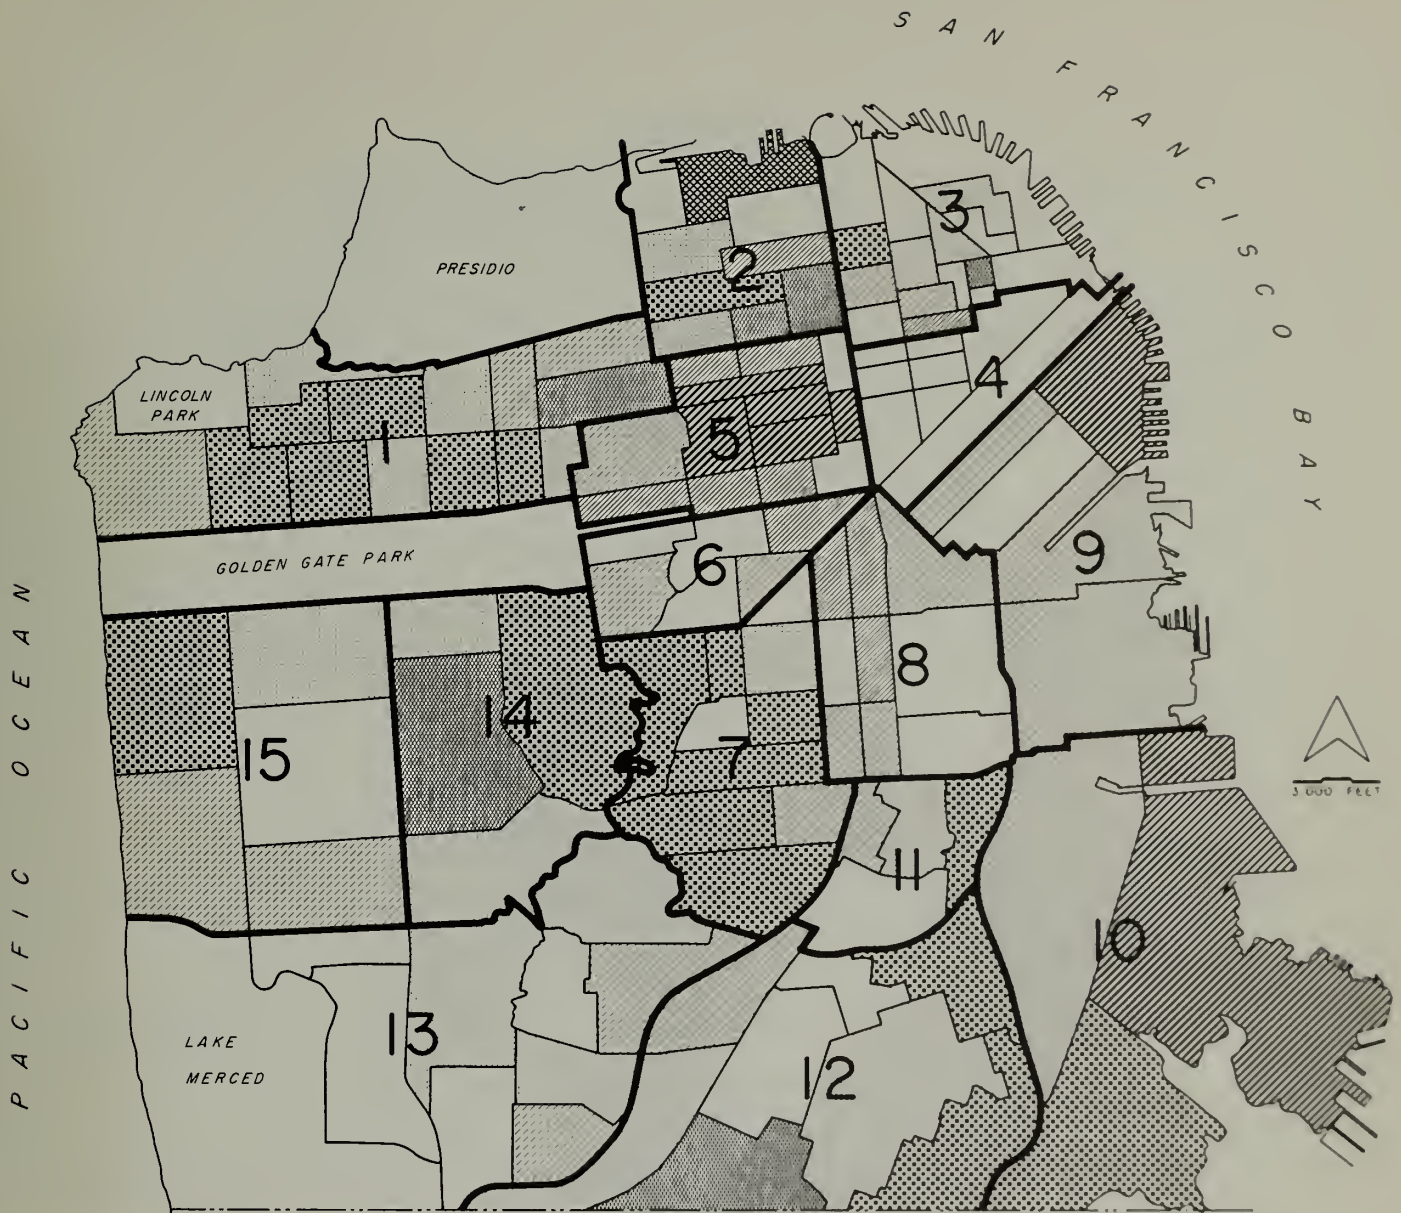 SAN FRANCISCO BAY
PRESIDIO
LINCOLN
PARK
GOLDEN GATE PARK
PACIFIC OCEAN
LAKE
MERCED
1
2
3
4
5
6
7
8
9
10
11
12
13
14
15
3,000 FEET